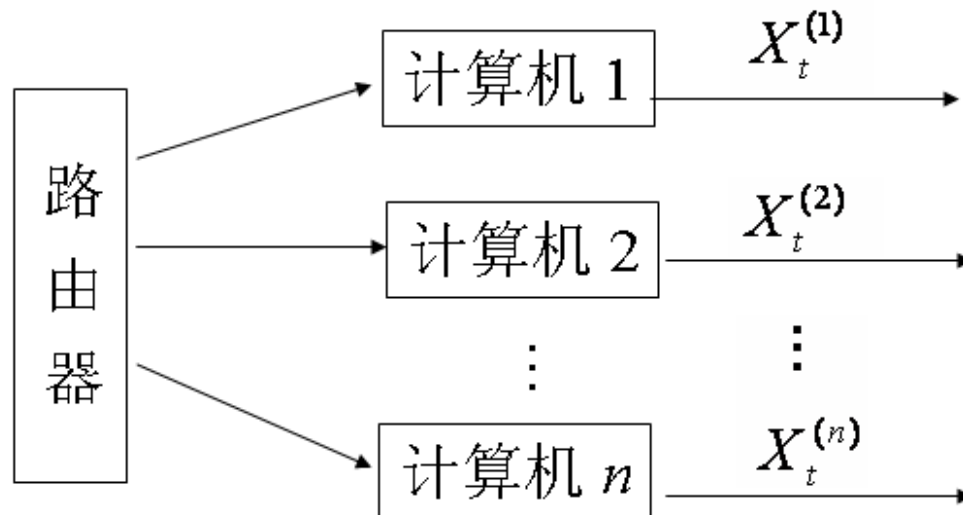 路由器
计算机 1
X_t^(1)
计算机 2
X_t^(2)
⋮
⋮
计算机 n
X_t^(n)